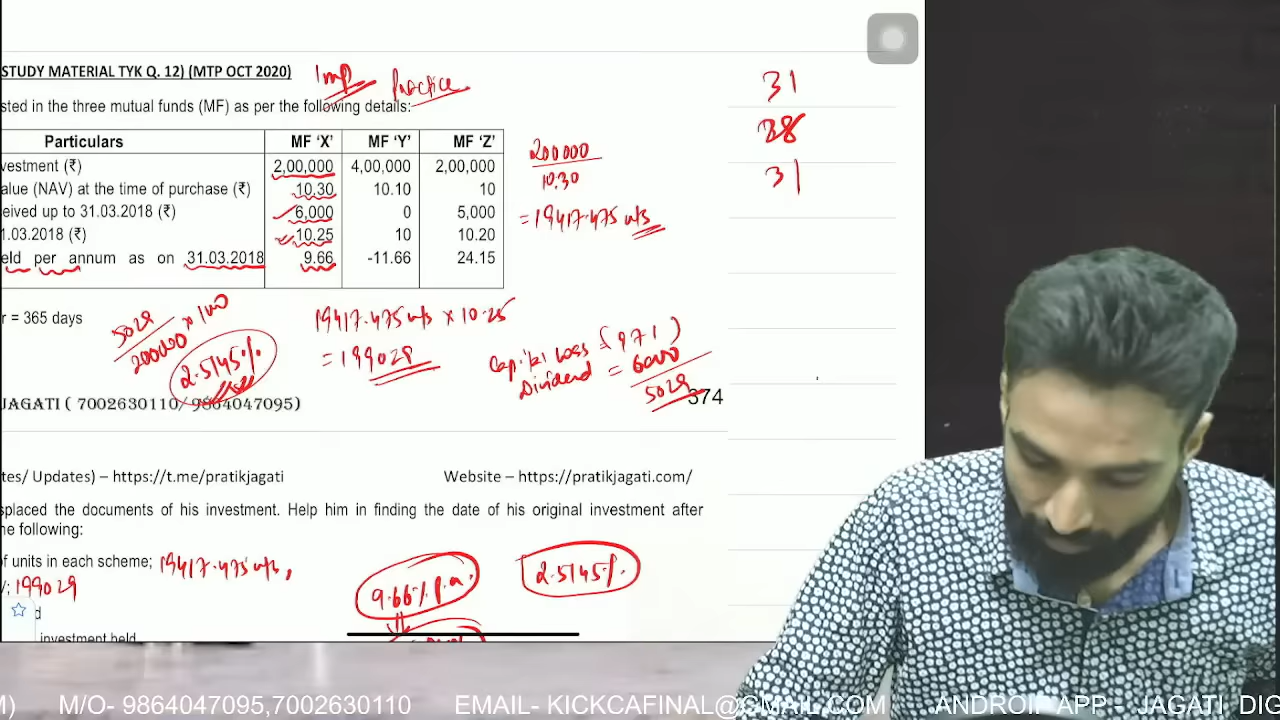 STUDY MATERIAL TYK Q. 12) (MTP OCT 2020) Imp Practice
sted in the three mutual funds (MF) as per the following details:
Particulars MF 'X' MF 'Y' MF 'Z'
vestment (₹) 2,00,000 4,00,000 2,00,000
alue (NAV) at the time of purchase (₹) 10.30 10.10 10
eived up to 31.03.2018 (₹) 6,000 0 5,000
1.03.2018 (₹) 10.25 10 10.20
eld per annum as on 31.03.2018 9.66 -11.66 24.15
200000
10.30
= 19417.475 uts
31
28
31
r = 365 days
5029
200000 × 100
2.5145%
19417.475 uts × 10.25
= 199029
Capital Loss = (971)
Dividend = 6000
5029
JAGATI ( 7002630110/ 9864047095)
374
tes/ Updates) – https://t.me/pratikjagati Website – https://pratikjagati.com/
splaced the documents of his investment. Help him in finding the date of his original investment after
ne following:
of units in each scheme; 19417.475 uts,
/; 199029
d
investment held
9.66% p.a.
2.5145%
M) M/O- 9864047095,7002630110 EMAIL- KICKCAFINAL@GMAIL.COM ANDROID APP - JAGATI DIG